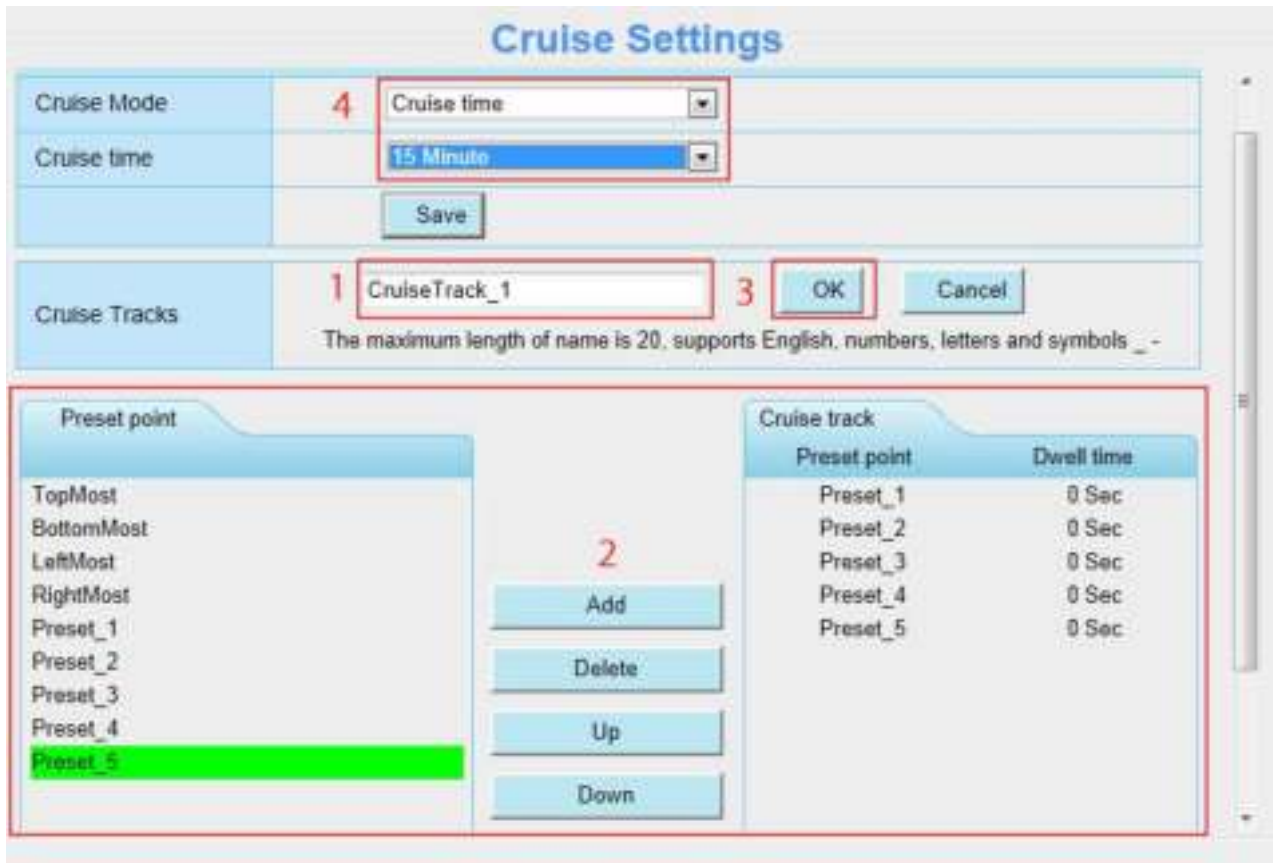 Cruise Settings
Cruise Mode 4 Cruise time
Cruise time 15 Minute
Save
1 CruiseTrack_1 3 OK Cancel
Cruise Tracks
The maximum length of name is 20, supports English, numbers, letters and symbols _ -
Preset point
TopMost
BottomMost
LeftMost
RightMost
Preset_1
Preset_2
Preset_3
Preset_4
Preset_5
2
Add
Delete
Up
Down
Cruise track
Preset point Dwell time
Preset_1 0 Sec
Preset_2 0 Sec
Preset_3 0 Sec
Preset_4 0 Sec
Preset_5 0 Sec